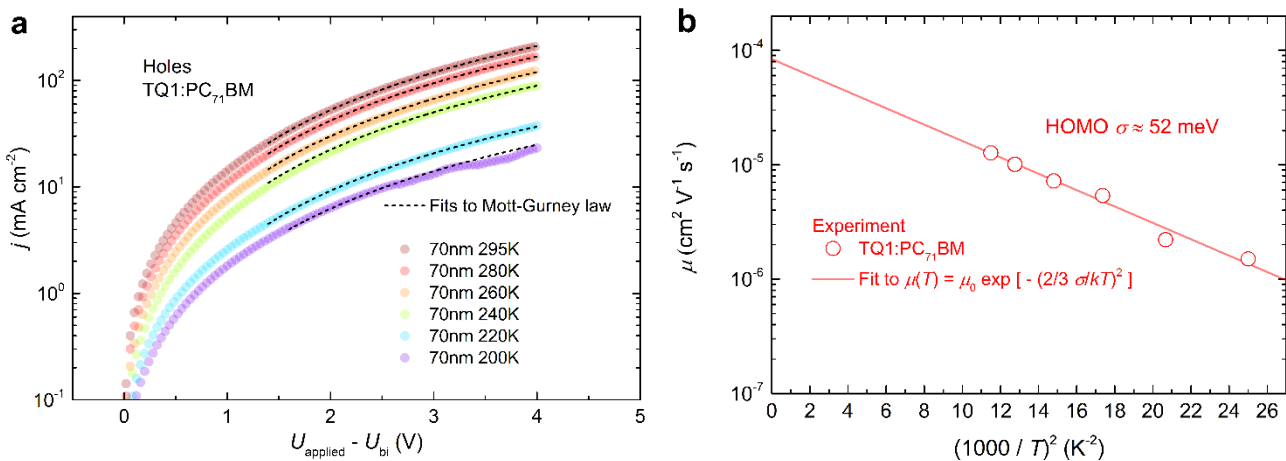 a
Holes
TQ1:PC₇₁BM
Fits to Mott-Gurney law
70nm 295K
70nm 280K
70nm 260K
70nm 240K
70nm 220K
70nm 200K
j (mA cm⁻²)
10²
10¹
10⁰
10⁻¹
0 1 2 3 4 5
U_applied - U_bi (V)
b
HOMO σ ≈ 52 meV
Experiment
TQ1:PC₇₁BM
Fit to μ(T) = μ₀ exp [ - (2/3 σ/kT)² ]
μ (cm² V⁻¹ s⁻¹)
10⁻⁴
10⁻⁵
10⁻⁶
10⁻⁷
0 2 4 6 8 10 12 14 16 18 20 22 24 26
(1000 / T)² (K⁻²)